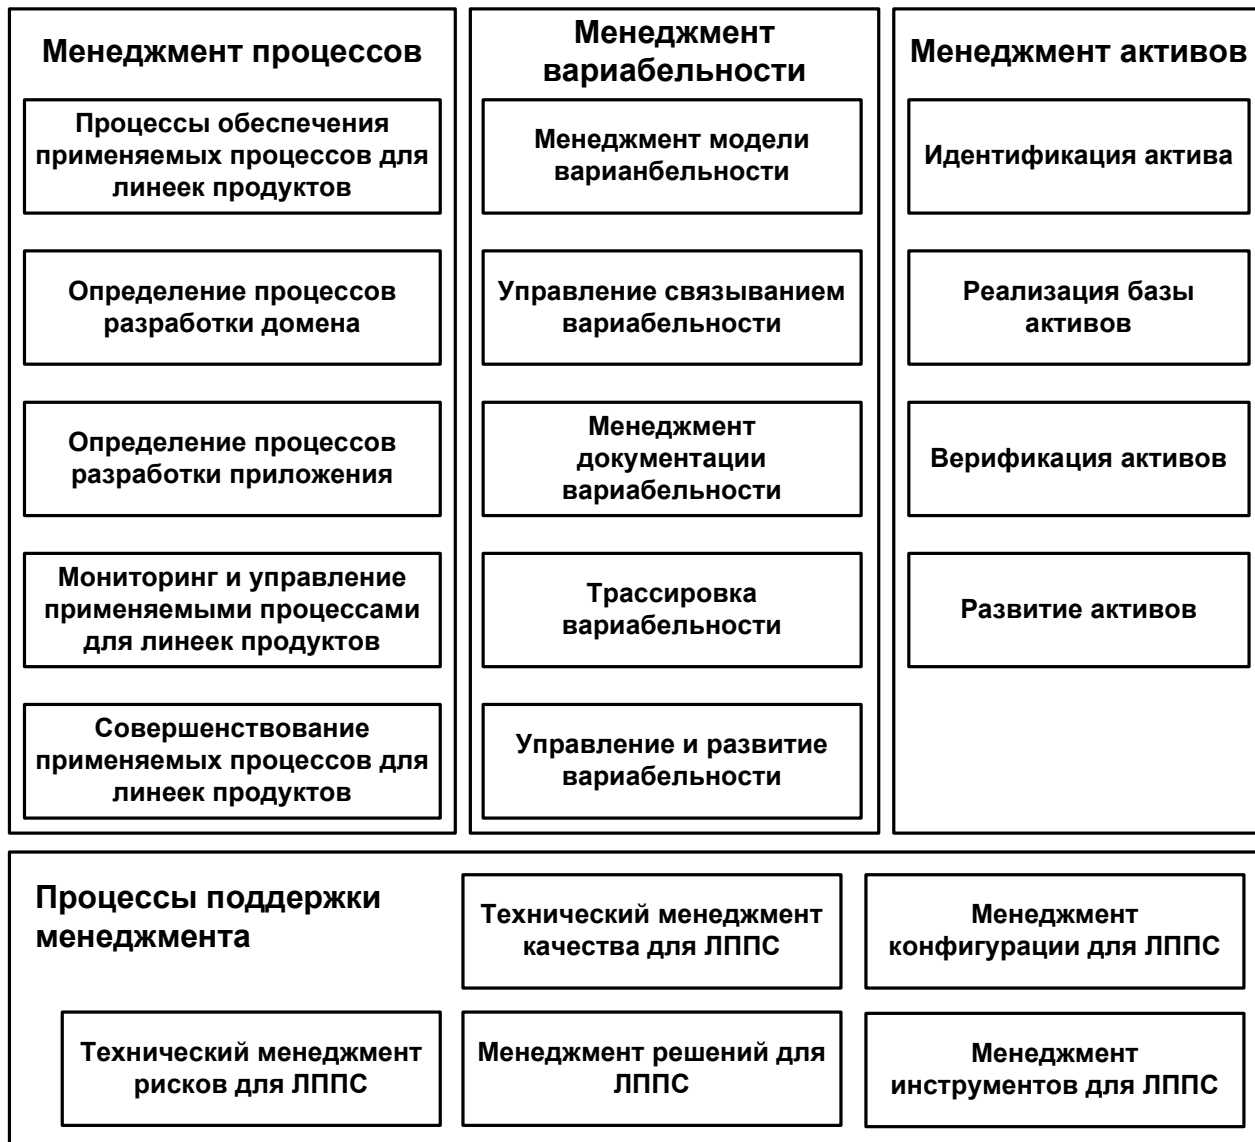 Менеджмент процессов
Процессы обеспечения
применяемых процессов для
линеек продуктов
Определение процессов
разработки домена
Определение процессов
разработки приложения
Мониторинг и управление
применяемыми процессами
для линеек продуктов
Совершенствование
применяемых процессов для
линеек продуктов
Менеджмент
вариабельности
Менеджмент модели
варианбельности
Управление связыванием
вариабельности
Менеджмент
документации
вариабельности
Трассировка
вариабельности
Управление и развитие
вариабельности
Менеджмент активов
Идентификация актива
Реализация базы
активов
Верификация активов
Развитие активов
Процессы поддержки
менеджмента
Технический менеджмент
качества для ЛППС
Менеджмент
конфигурации для ЛППС
Технический менеджмент
рисков для ЛППС
Менеджмент решений для
ЛППС
Менеджмент
инструментов для ЛППС